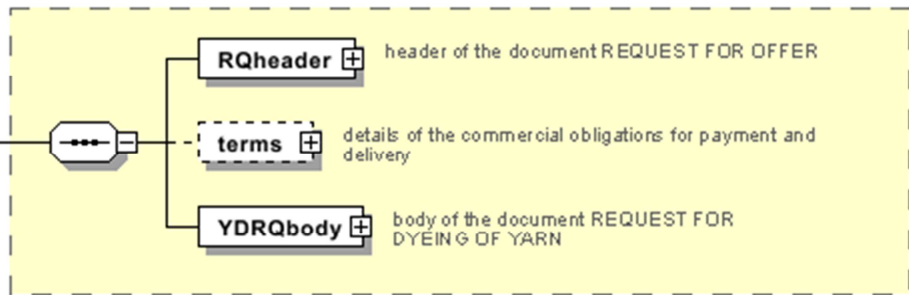 RQheader
header of the document REQUEST FOR OFFER
terms
details of the commercial obligations for payment and
delivery
YDRQbody
body of the document REQUEST FOR
DYEING OF YARN